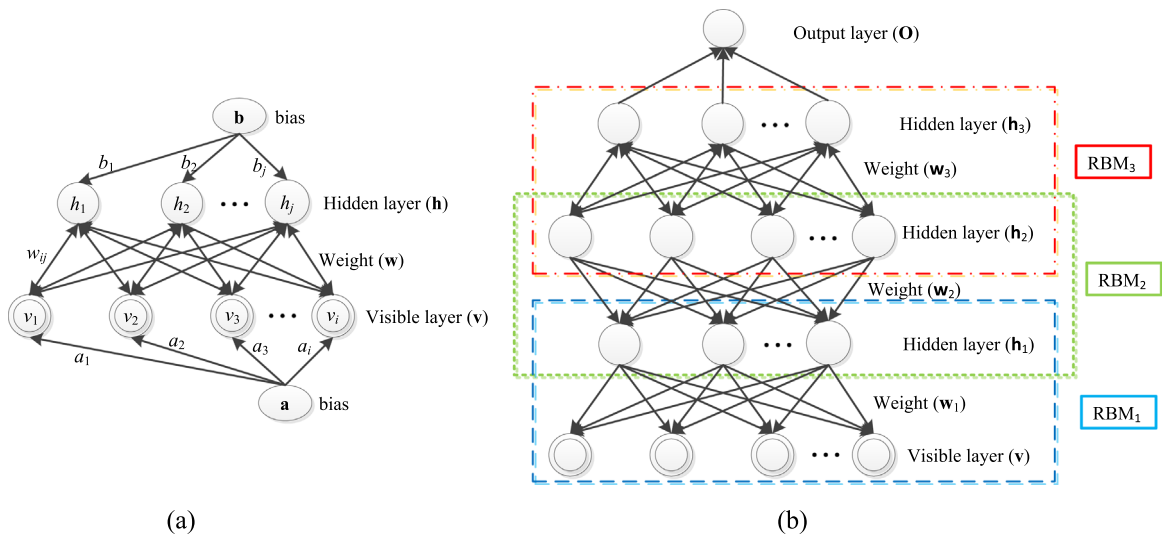 b bias
b1 b2 bj
h1 h2 ••• hj Hidden layer (h)
wij Weight (w)
v1 v2 v3 ••• vi Visible layer (v)
a1 a2 a3 ai
a bias
(a)
Output layer (O)
••• Hidden layer (h3)
Weight (w3)
RBM3
••• Hidden layer (h2)
RBM2
Weight (w2)
••• Hidden layer (h1)
Weight (w1)
RBM1
••• Visible layer (v)
(b)